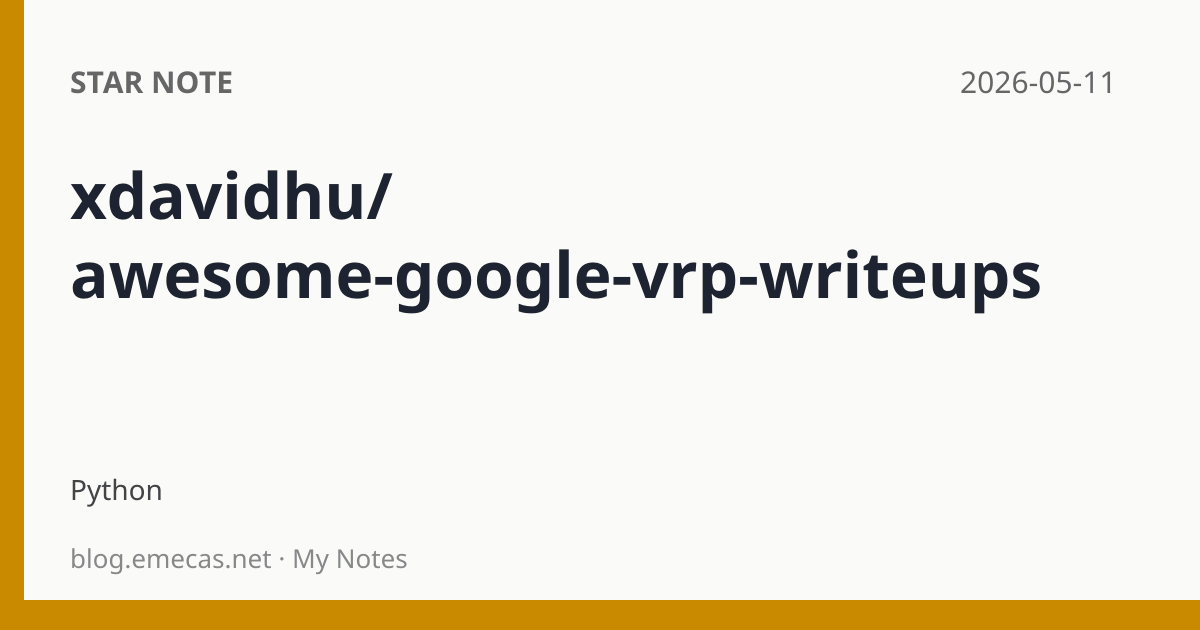 STAR NOTE
2026-05-11
xdavidhu/
awesome-google-vrp-writeups
Python
blog.emecas.net · My Notes